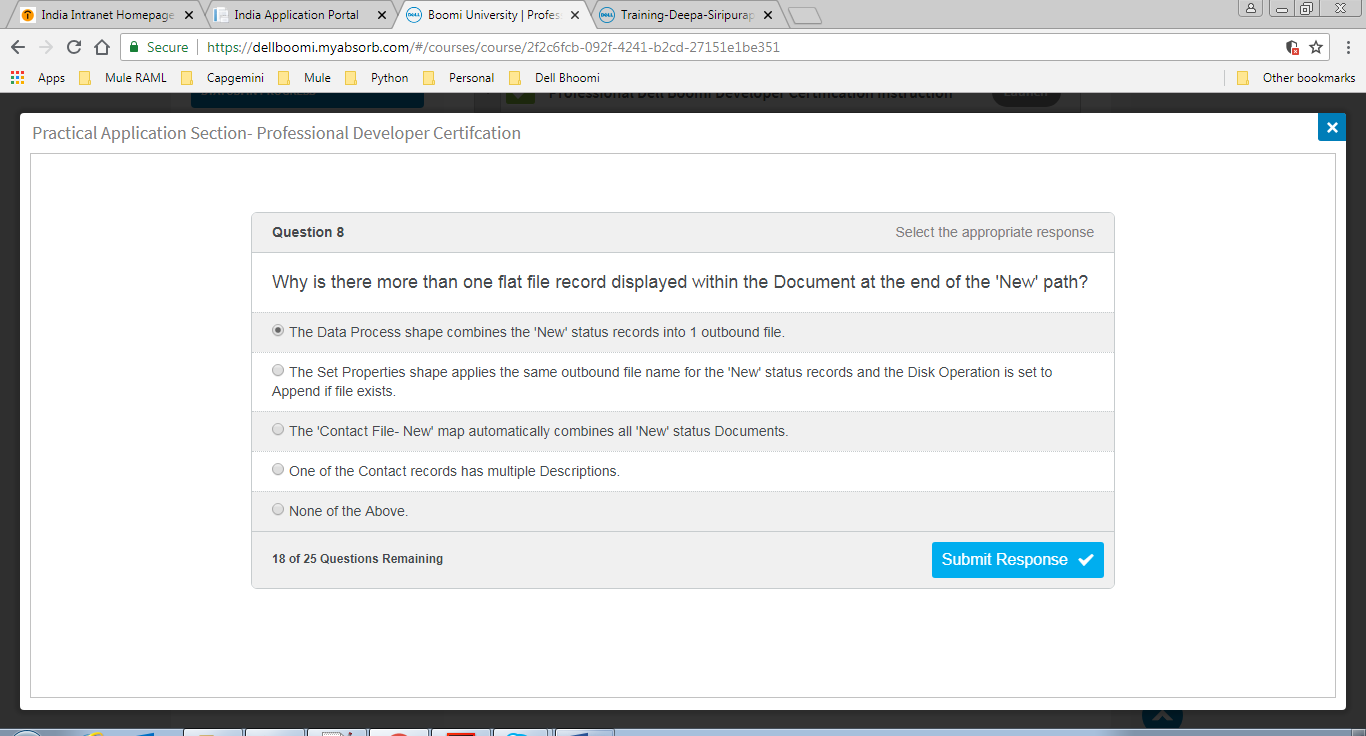 India Intranet Homepage
India Application Portal
Boomi University | Profes
Training-Deepa-Siripurap
Secure
https://dellboomi.myabsorb.com/#/courses/course/2f2c6fcb-092f-4241-b2cd-27151e1be351
Apps Mule RAML Capgemini Mule Python Personal Dell Bhoomi Other bookmarks
Professional Dell Boomi Developer Certification Instruction
Practical Application Section- Professional Developer Certifcation
Question 8 Select the appropriate response
Why is there more than one flat file record displayed within the Document at the end of the 'New' path?
The Data Process shape combines the 'New' status records into 1 outbound file.
The Set Properties shape applies the same outbound file name for the 'New' status records and the Disk Operation is set to
Append if file exists.
The 'Contact File- New' map automatically combines all 'New' status Documents.
One of the Contact records has multiple Descriptions.
None of the Above.
18 of 25 Questions Remaining Submit Response